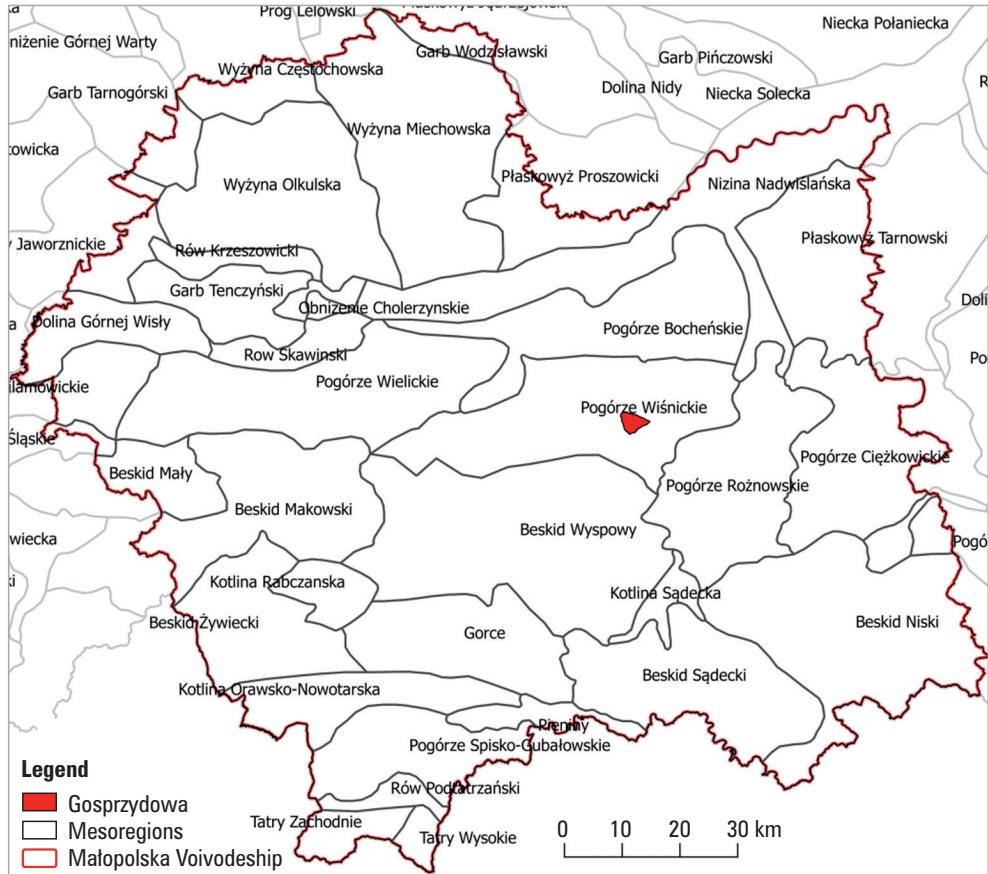 Próg Lelowski
Niecka Połaniecka
niżenie Górnej Warty
Garb Wodzisławski
Garb Pińczowski
Wyżyna Częstochowska
Garb Tarnogórski
Dolina Nidy
Niecka Solecka
Wyżyna Miechowska
towicka
Płaskowyż Proszowicki
Wyżyna Olkulska
Nizina Nadwiślańska
Płaskowyż Tarnowski
y Jaworznickie
Rów Krzeszowicki
Garb Tenczyński
Obniżenie Cholerzynskie
Doli
Dolina Górnej Wisły
Pogórze Bocheńskie
Row Skawinski
Po
Pogórze Wielickie
ilamowickie
Pogórze Wiśnickie
Śląskie
Pogórze Ciężkowickie
Beskid Mały
Pogórze Rożnowskie
Beskid Makowski
Beskid Wyspowy
wiecka
Pogó
ki
Kotlina Rabczanska
Kotlina Sądecka
Beskid Żywiecki
Gorce
Beskid Niski
Beskid Sądecki
Kotlina Orawsko-Nowotarska
Pieniny
Pogórze Spisko-Gubałowskie
Legend
Rów Podtatrzański
Gosprzydowa
Tatry Zachodnie
Tatry Wysokie
0 10 20 30 km
Mesoregions
Małopolska Voivodeship